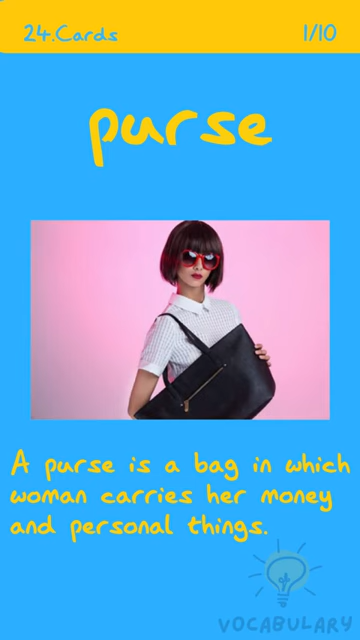 24.Cards
1/10
purse
A purse is a bag in which
woman carries her money
and personal things.
VOCABULARY